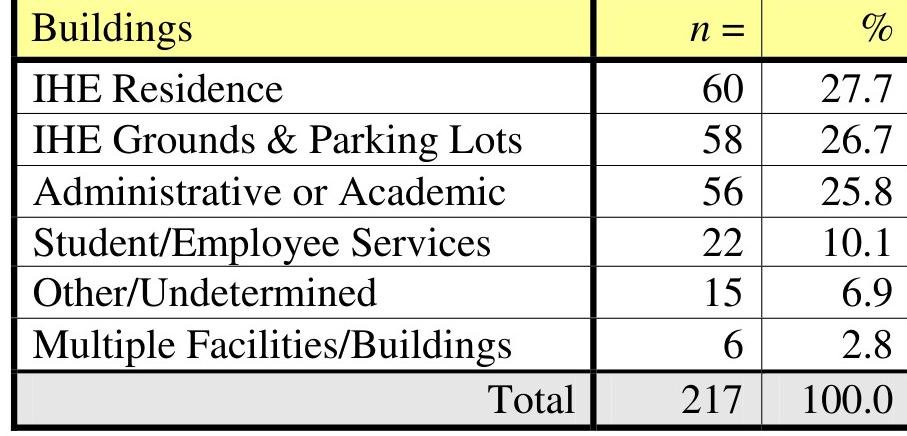 Buildings n = %
IHE Residence 60 27.7
IHE Grounds & Parking Lots 58 26.7
Administrative or Academic 56 25.8
Student/Employee Services 22 10.1
Other/Undetermined 15 6.9
Multiple Facilities/Buildings 6 2.8
Total 217 100.0